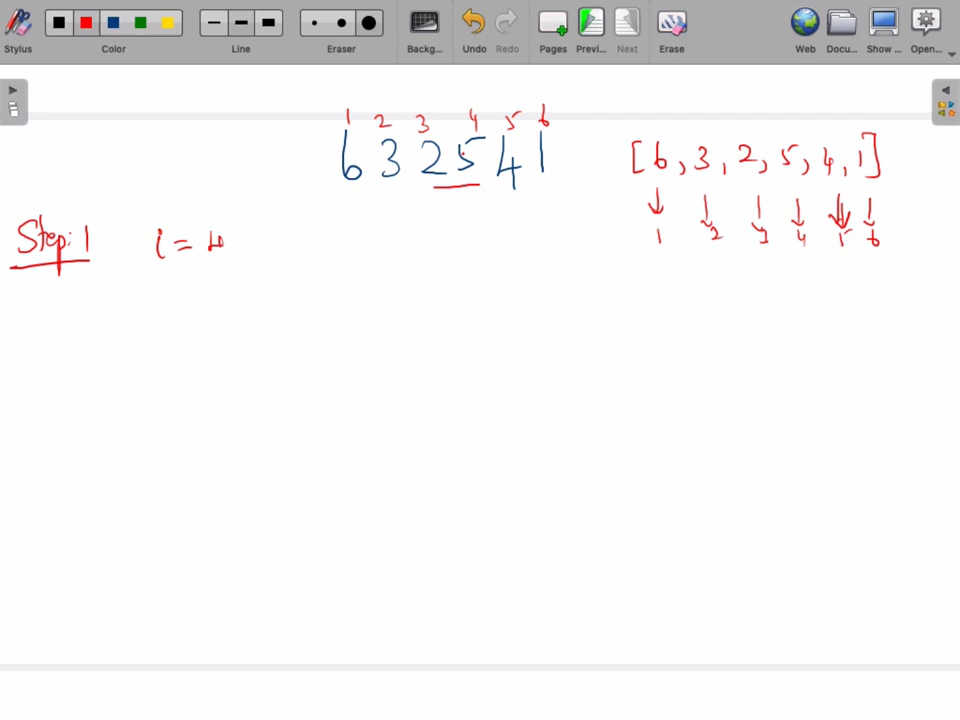 Stylus Color Line Eraser Backg... Undo Redo Pages Previ... Next Erase Web Docu... Show ... Open...
1 2 3 4 5 6
6 3 2 5 4 1
[6, 3, 2, 5, 4, 1]
1 2 3 4 5 6
Step: 1 i = 4